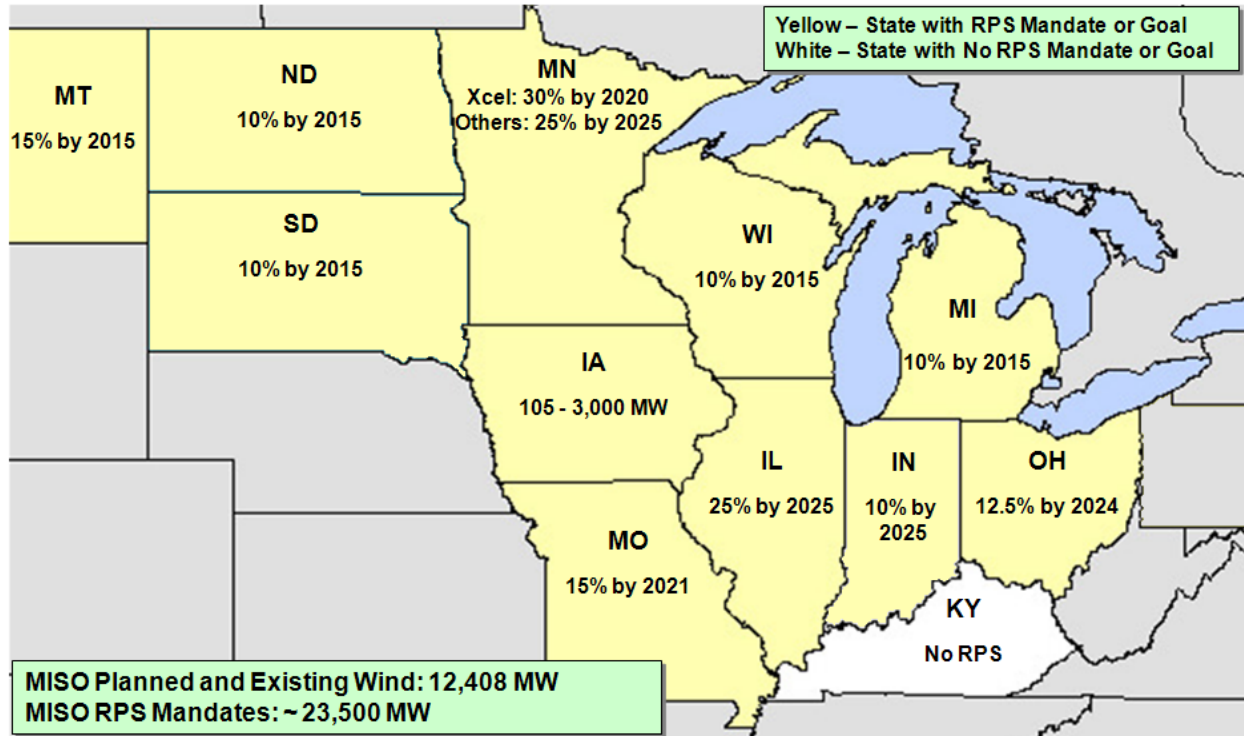 Yellow – State with RPS Mandate or Goal
White – State with No RPS Mandate or Goal
MT
15% by 2015
ND
10% by 2015
MN
Xcel: 30% by 2020
Others: 25% by 2025
SD
10% by 2015
WI
10% by 2015
MI
10% by 2015
IA
105 - 3,000 MW
IL
25% by 2025
IN
10% by
2025
OH
12.5% by 2024
MO
15% by 2021
KY
No RPS
MISO Planned and Existing Wind: 12,408 MW
MISO RPS Mandates: ~ 23,500 MW